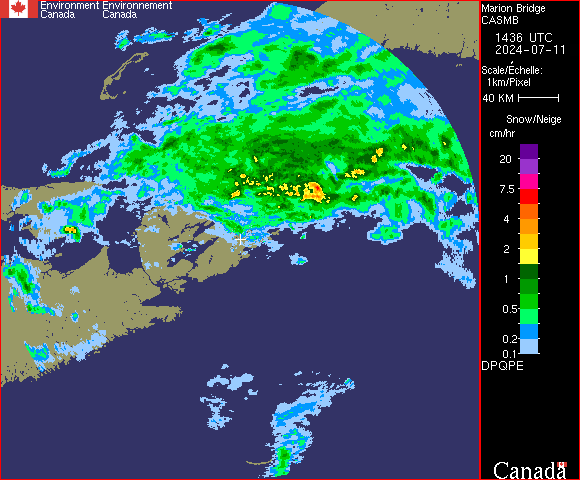 Environment Environnement
Canada Canada
Marion Bridge
CASMB
1436 UTC
2024-07-11
Scale/Échelle:
1km/Pixel
40 KM
Snow/Neige
cm/hr
20
7.5
4
2
1
0.5
0.2
0.1
DPQPE
Canada